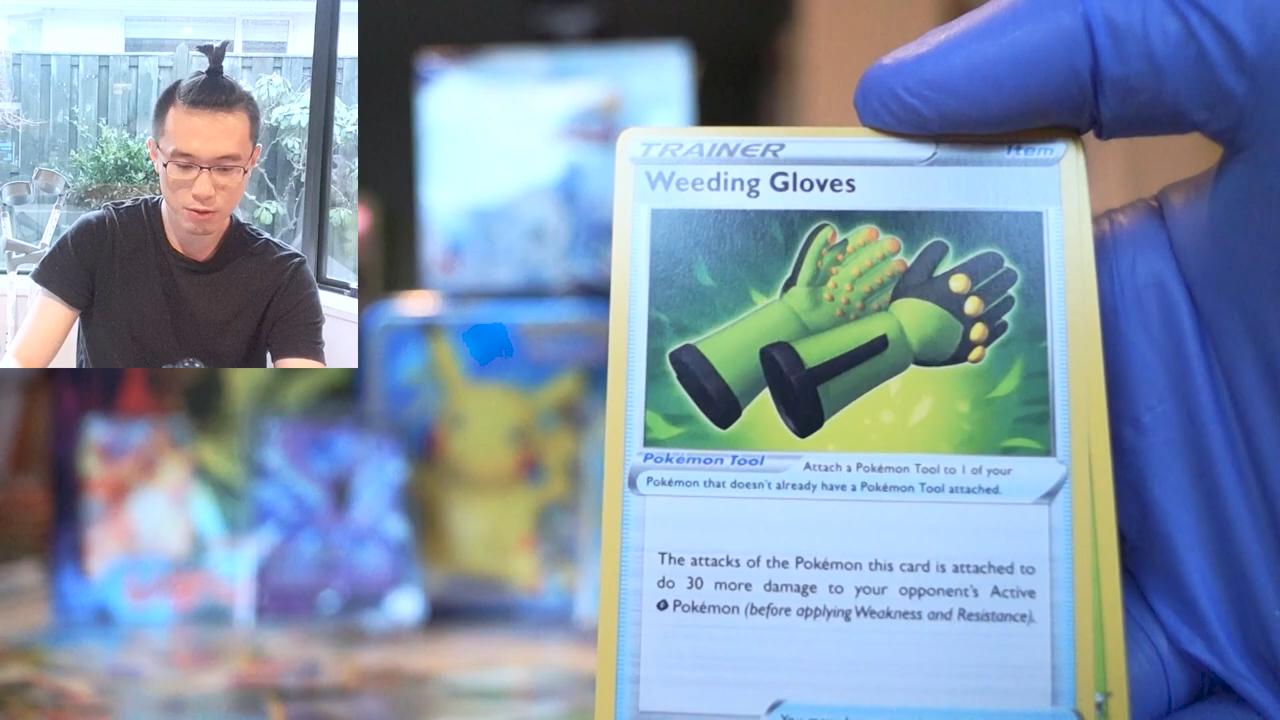 TRAINER
Item
Weeding Gloves
Pokémon Tool
Attach a Pokémon Tool to 1 of your
Pokémon that doesn't already have a Pokémon Tool attached.
The attacks of the Pokémon this card is attached to
do 30 more damage to your opponent's Active
Pokémon (before applying Weakness and Resistance).